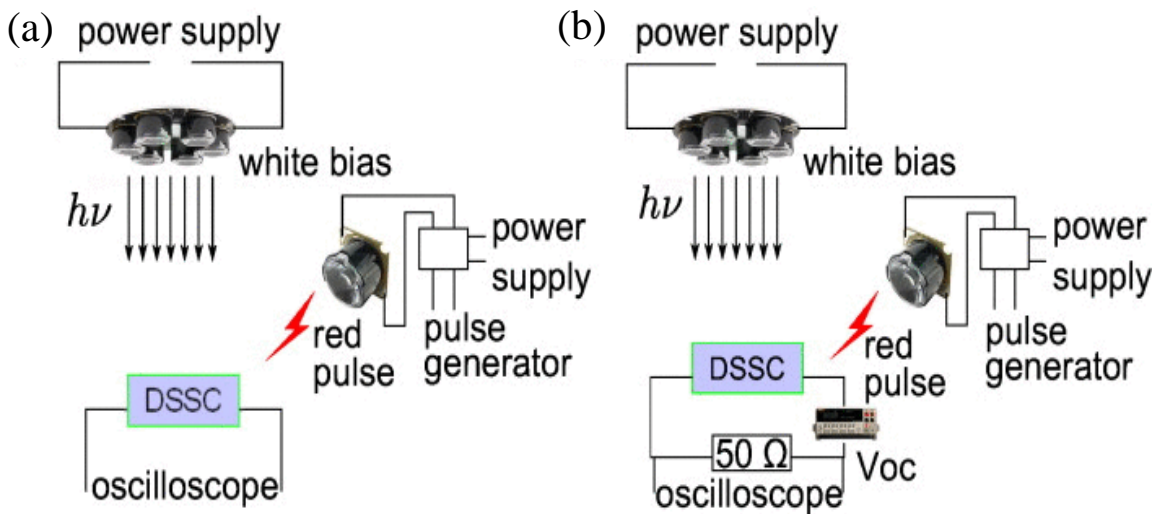 (a)
power supply
white bias
hν
power
supply
red
pulse
pulse
generator
DSSC
oscilloscope
(b)
power supply
white bias
hν
power
supply
red
pulse
pulse
generator
DSSC
50 Ω
Voc
oscilloscope